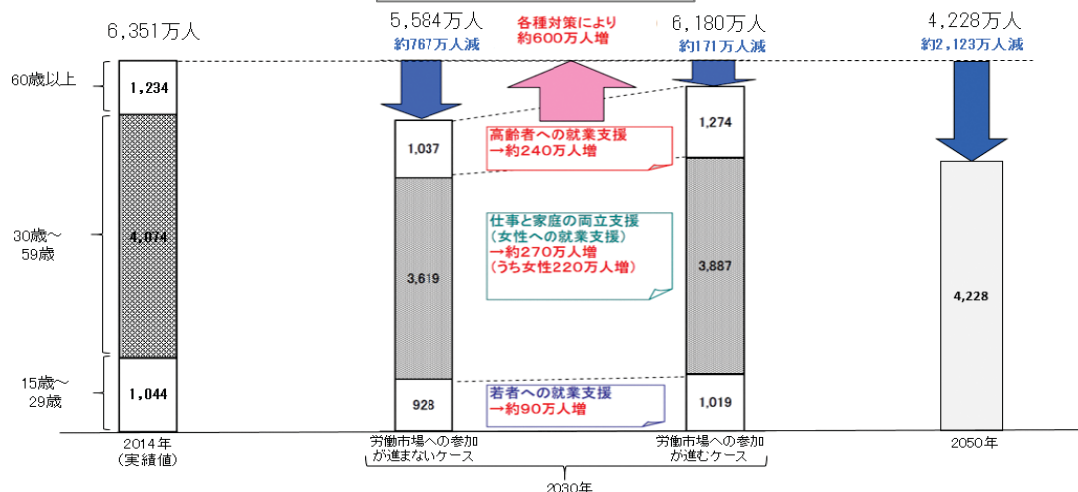 6,351万人
5,584万人
約767万人減
各種対策により
約600万人増
6,180万人
約171万人減
4,228万人
約2,123万人減
60歳以上
1,234
1,037
高齢者への就業支援
→約240万人増
1,274
30歳～
59歳
4,074
3,619
仕事と家庭の両立支援
(女性への就業支援)
→約270万人増
(うち女性220万人増)
3,887
4,228
15歳～
29歳
1,044
928
若者への就業支援
→約90万人増
1,019
2014年
(実績値)
労働市場への参加
が進まないケース
労働市場への参加
が進むケース
2050年
2030年